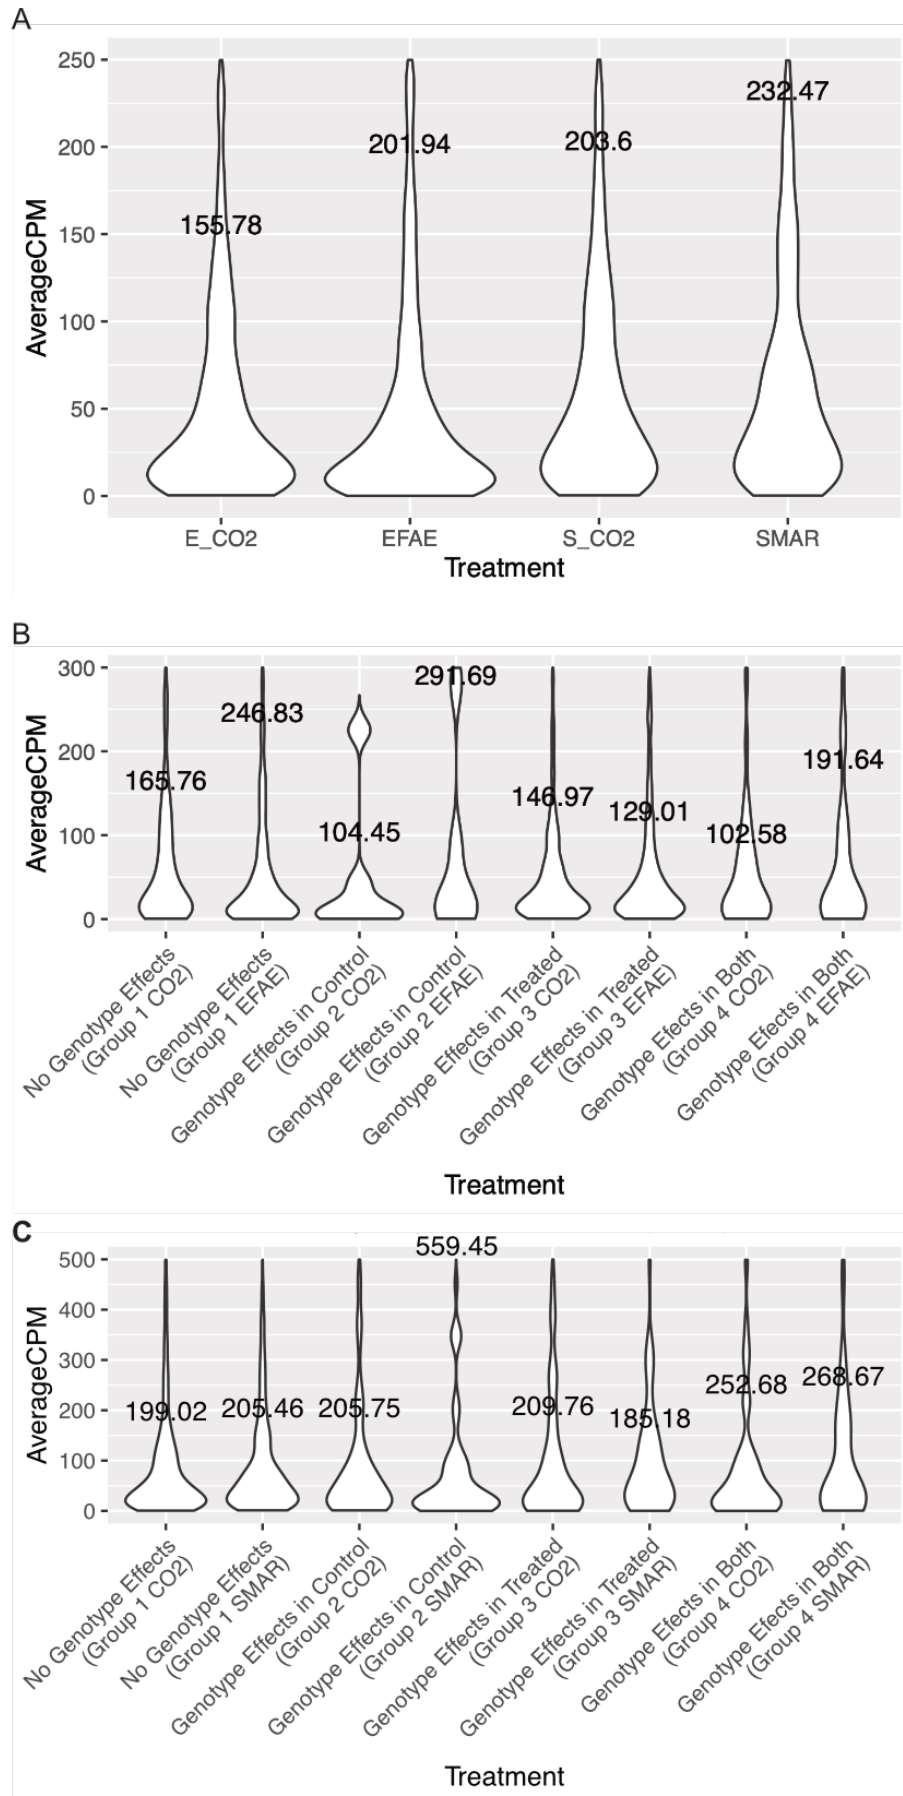 A
250
200
150
100
50
0
AverageCPM
155.78
201.94
203.6
232.47
E_CO2 EFAE S_CO2 SMAR
Treatment
B
300
200
100
0
AverageCPM
165.76
246.83
104.45
291.69
146.97
129.01
102.58
191.64
No Genotype Effects
(Group 1 CO2)
No Genotype Effects
(Group 1 EFAE)
Genotype Effects in Control
(Group 2 CO2)
Genotype Effects in Control
(Group 2 EFAE)
Genotype Effects in Treated
(Group 3 CO2)
Genotype Effects in Treated
(Group 3 EFAE)
Genotype Efects in Both
(Group 4 CO2)
Genotype Efects in Both
(Group 4 EFAE)
Treatment
C
500
400
300
200
100
0
AverageCPM
199.02
205.46
205.75
559.45
209.76
185.18
252.68
268.67
No Genotype Effects
(Group 1 CO2)
No Genotype Effects
(Group 1 SMAR)
Genotype Effects in Control
(Group 2 CO2)
Genotype Effects in Control
(Group 2 SMAR)
Genotype Effects in Treated
(Group 3 CO2)
Genotype Effects in Treated
(Group 3 SMAR)
Genotype Efects in Both
(Group 4 CO2)
Genotype Efects in Both
(Group 4 SMAR)
Treatment